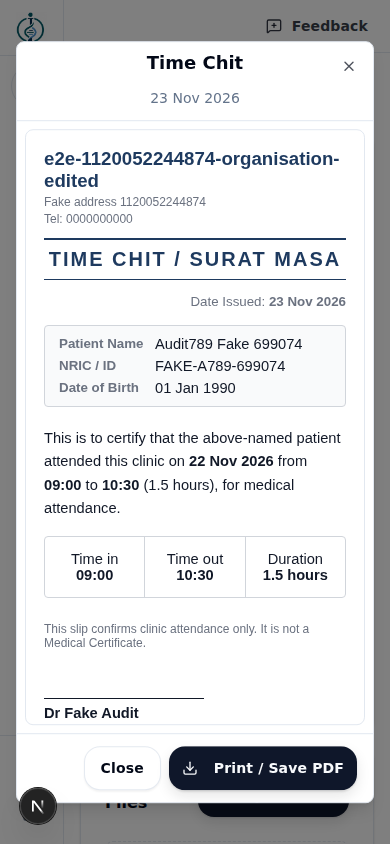 Feedback
Time Chit
23 Nov 2026
e2e-1120052244874-organisation-
edited
Fake address 1120052244874
Tel: 0000000000
TIME CHIT / SURAT MASA
Date Issued: 23 Nov 2026
Patient Name Audit789 Fake 699074
NRIC / ID FAKE-A789-699074
Date of Birth 01 Jan 1990
This is to certify that the above-named patient
attended this clinic on 22 Nov 2026 from
09:00 to 10:30 (1.5 hours), for medical
attendance.
Time in Time out Duration
09:00 10:30 1.5 hours
This slip confirms clinic attendance only. It is not a
Medical Certificate.
Dr Fake Audit
Close Print / Save PDF
N